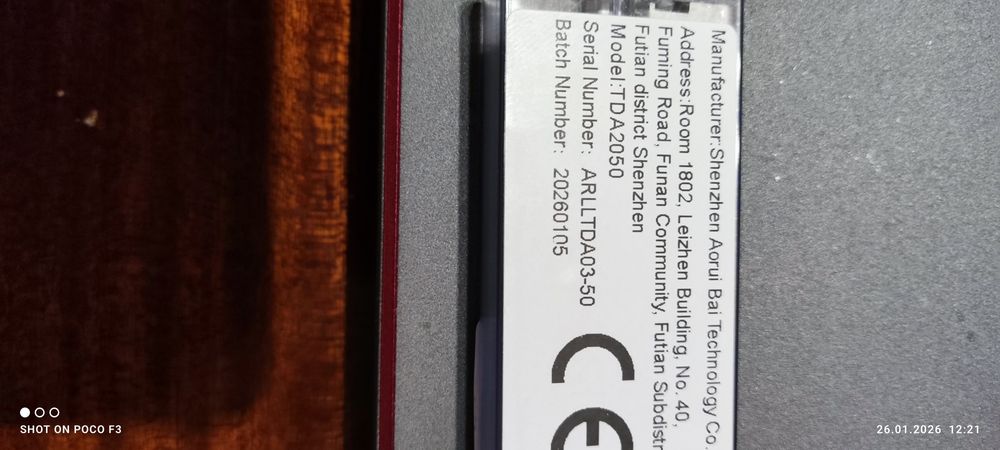 Manufacturer:Shenzhen Aorui Bai Technology Co.
Address:Room 1802, Leizhen Building, No. 40,
Fuming Road, Funan Community, Futian
Futian district Shenzhen
Model:TDA2050
Serial Number: ARLLTDA03-50
Batch Number: 20260105
CE
SHOT ON POCO F3
26.01.2026 12:21